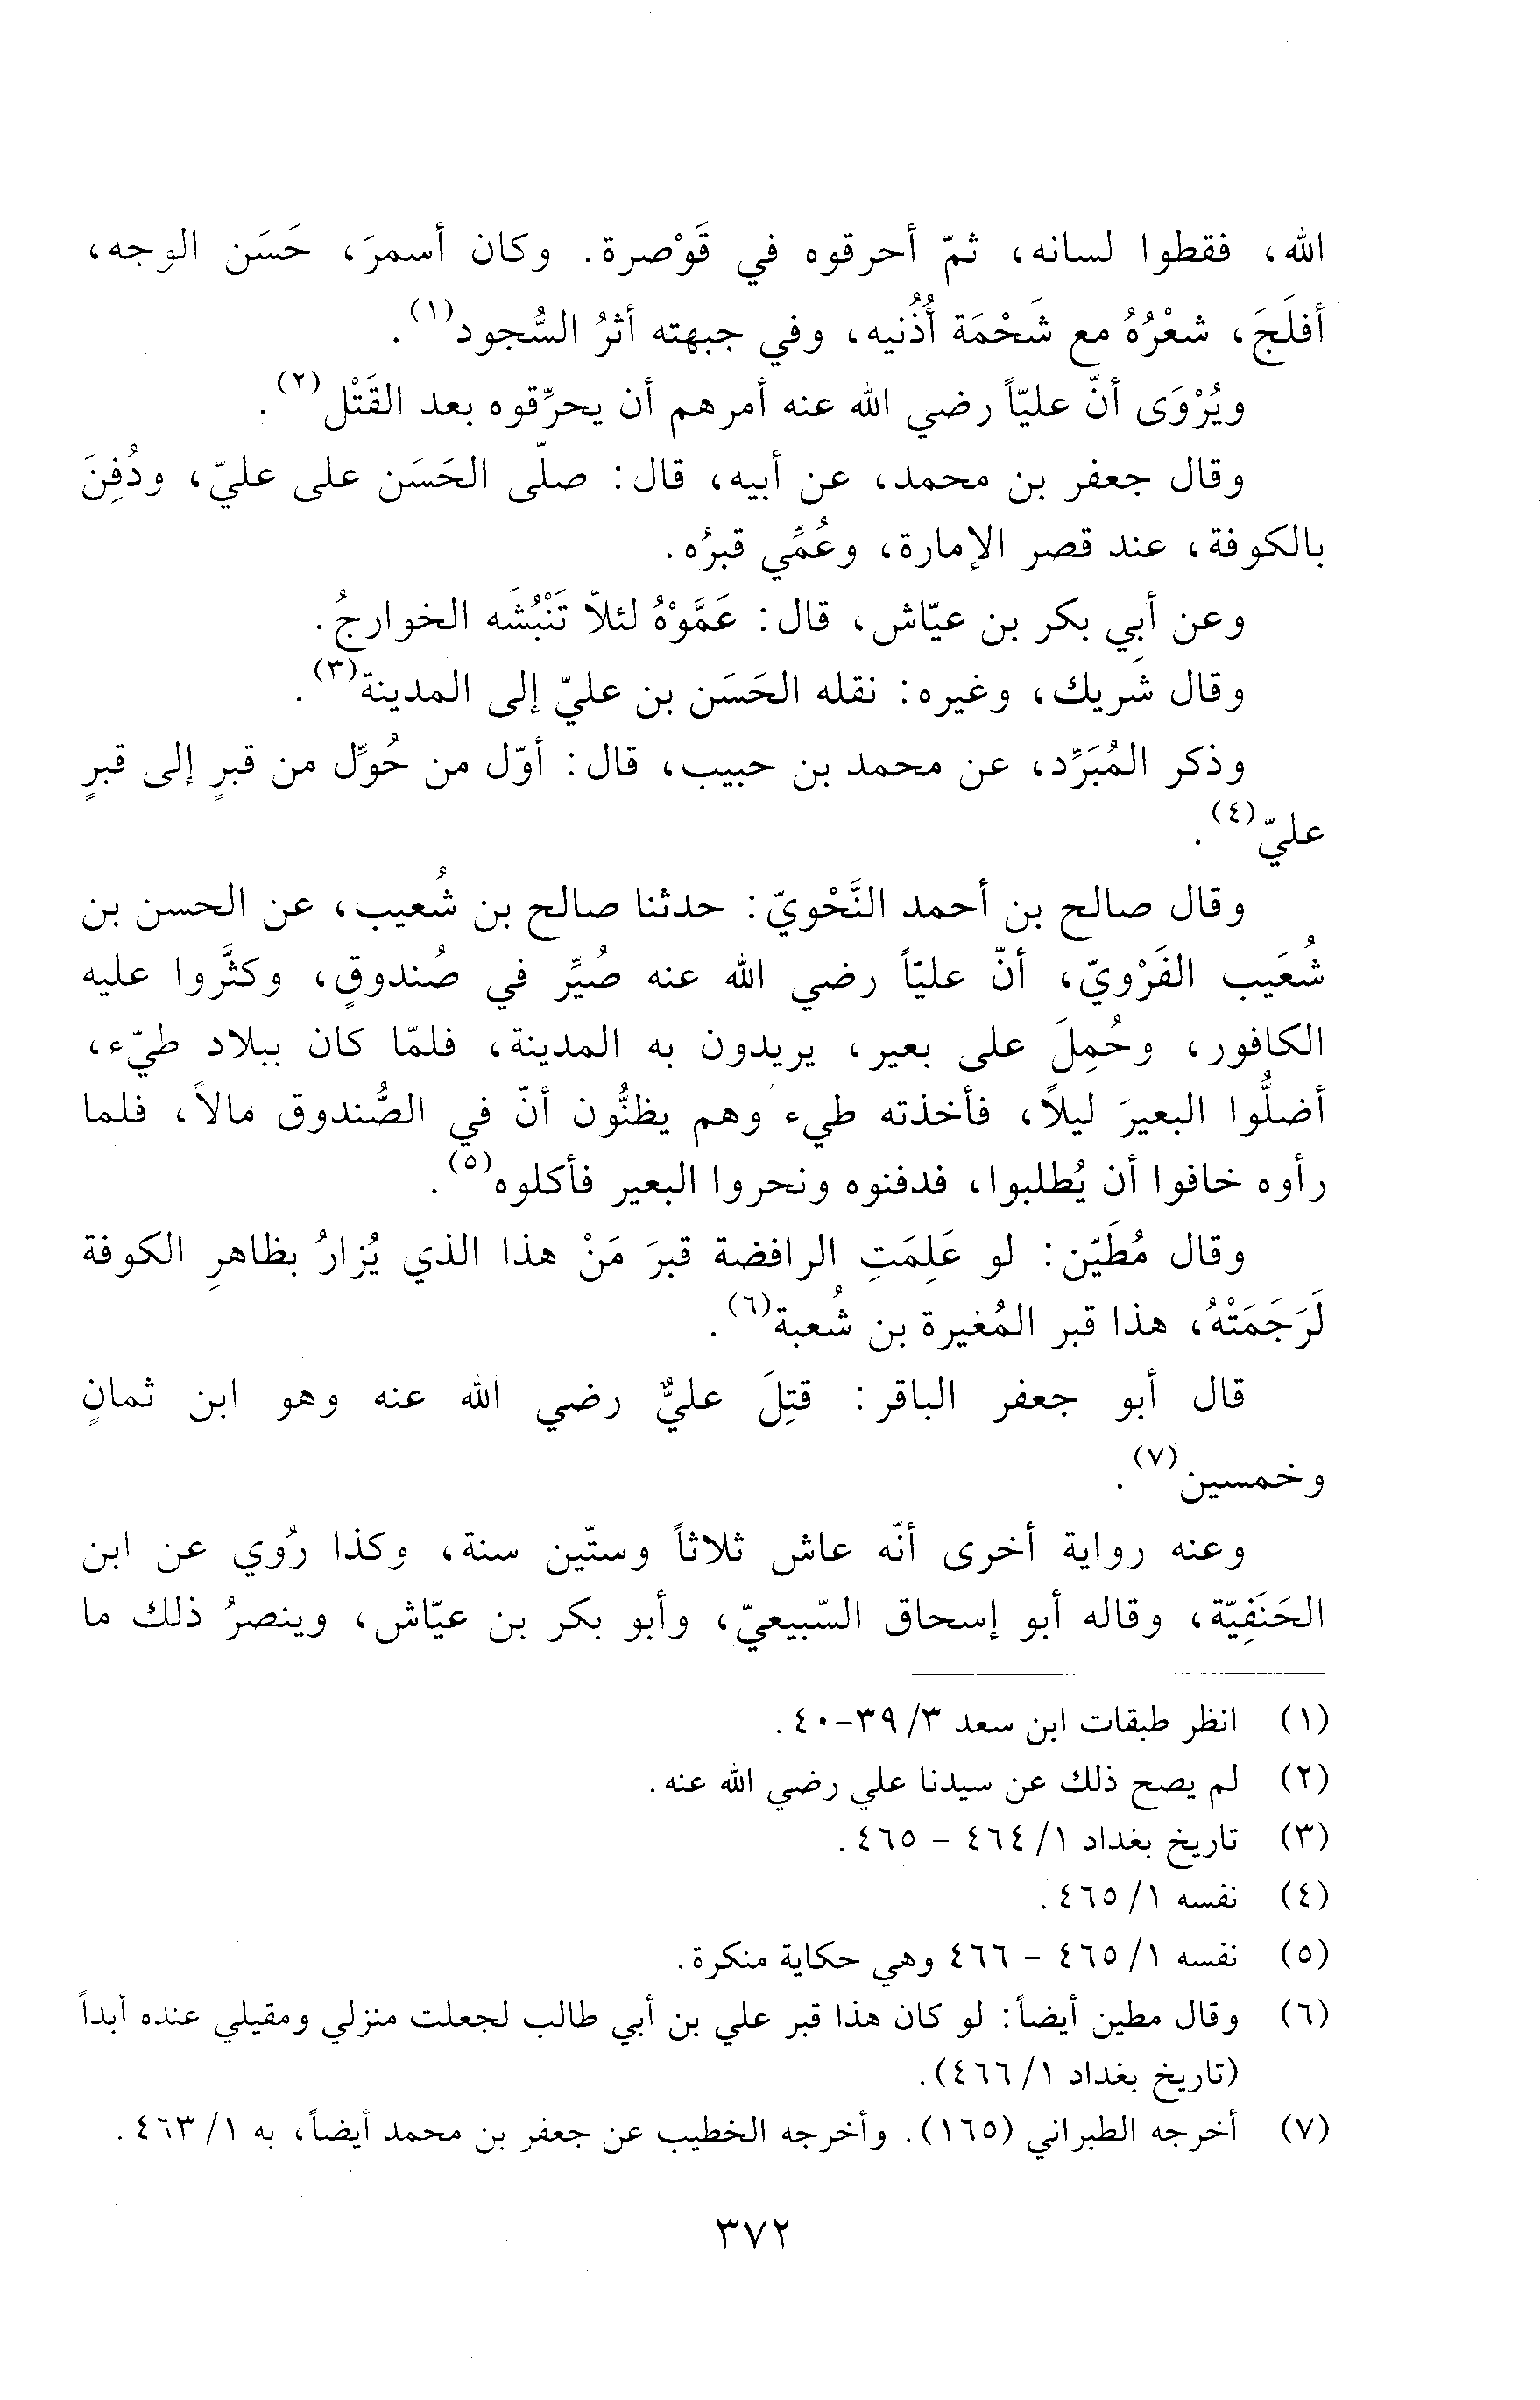 الله، فقطوا لسانه، ثمّ أحرقوه في قَوْصرة. وكان أسمرَ، حَسَن الوجه،
أفلَجَ، شعْرُهُ مع شَحْمَة أُذُنيه، وفي جبهته أثرُ السُّجود(١).
ويُرْوَى أنّ عليّاً رضي الله عنه أمرهم أن يحرِّقوه بعد القَتْل(٢).
وقال جعفر بن محمد، عن أبيه، قال: صلّى الحَسَن على عليّ، ودُفِنَ
بالكوفة، عند قصر الإمارة، وعُمِّي قبرُه.
وعن أبي بكر بن عيّاش، قال: عَمَّوْهُ لئلاّ تَنْبُشَه الخوارجُ.
وقال شَريك، وغيره: نقله الحَسَن بن عليّ إلى المدينة(٣).
وذكر المُبَرِّد، عن محمد بن حبيب، قال: أوّل من حُوِّل من قبرٍ إلى قبرٍ
عليّ(٤).
وقال صالح بن أحمد النَّحْويّ: حدثنا صالح بن شُعيب، عن الحسن بن
شُعَيب الفَرْويّ، أنّ عليّاً رضي الله عنه صُيِّر في صُندوقٍ، وكثَّروا عليه
الكافور، وحُمِلَ على بعير، يريدون به المدينة، فلمّا كان ببلاد طيّء،
أضلُّوا البعيرَ ليلاً، فأخذته طيء وهم يظنُّون أنّ في الصُّندوق مالاً، فلما
رأوه خافوا أن يُطلبوا، فدفنوه ونحروا البعير فأكلوه(٥).
وقال مُطَيّن: لو عَلِمَتِ الرافضة قبرَ مَنْ هذا الذي يُزارُ بظاهرِ الكوفة
لَرَجَمَتْهُ، هذا قبر المُغيرة بن شُعبة(٦).
قال أبو جعفر الباقر: قتِلَ عليٌّ رضي الله عنه وهو ابن ثمانٍ
وخمسين(٧).
وعنه رواية أخرى أنّه عاش ثلاثاً وستّين سنة، وكذا رُوي عن ابن
الحَنَفِيّة، وقاله أبو إسحاق السّبيعيّ، وأبو بكر بن عيّاش، وينصرُ ذلك ما
(١) انظر طبقات ابن سعد ٣/ ٣٩-٤٠.
(٢) لم يصح ذلك عن سيدنا علي رضي الله عنه.
(٣) تاريخ بغداد ١/ ٤٦٤ - ٤٦٥.
(٤) نفسه ١/ ٤٦٥.
(٥) نفسه ١/ ٤٦٥ - ٤٦٦ وهي حكاية منكرة.
(٦) وقال مطين أيضاً: لو كان هذا قبر علي بن أبي طالب لجعلت منزلي ومقيلي عنده أبداً
(تاريخ بغداد ١/ ٤٦٦).
(٧) أخرجه الطبراني (١٦٥). وأخرجه الخطيب عن جعفر بن محمد أيضاً، به ١/ ٤٦٣.
٣٧٢